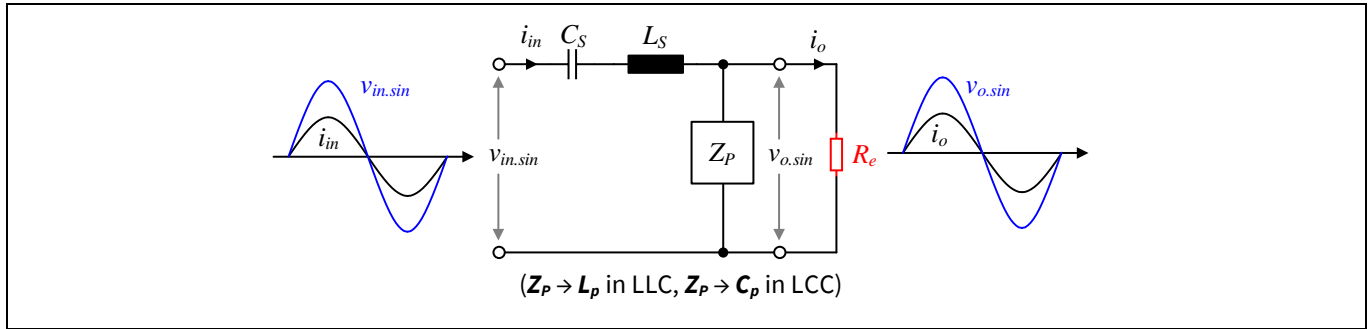 i_in C_S L_S i_o
v_in.sin
i_in
v_in.sin
Z_P
v_o.sin
R_e
v_o.sin
i_o
(Z_P → L_p in LLC, Z_P → C_p in LCC)